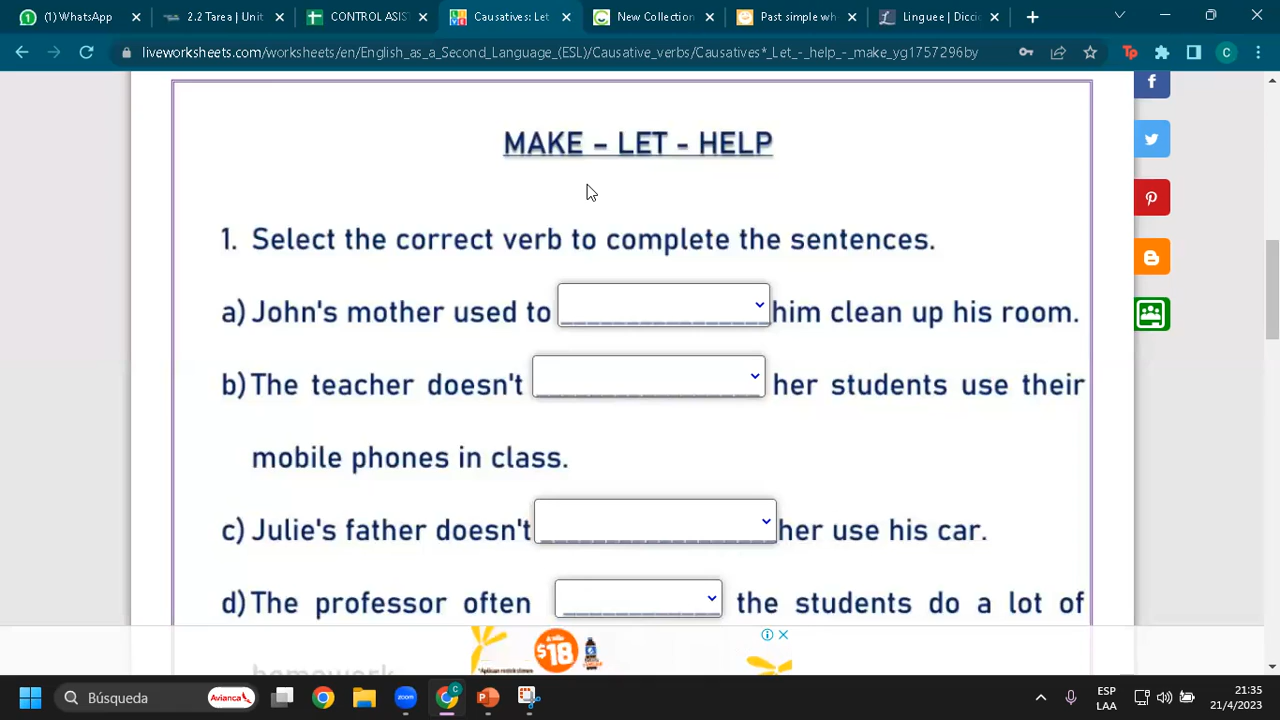 (1) WhatsApp
2.2 Tarea | Unit
CONTROL ASIST
Causatives: Let
New Collection
Past simple wh
Linguee | Dicci
liveworksheets.com/worksheets/en/English_as_a_Second_Language_(ESL)/Causative_verbs/Causatives*_Let_-_help_-_make_yg1757296by
MAKE – LET - HELP
1. Select the correct verb to complete the sentences.
a) John's mother used to him clean up his room.
b) The teacher doesn't her students use their
mobile phones in class.
c) Julie's father doesn't her use his car.
d) The professor often the students do a lot of
homework
$18
Búsqueda
Avianca
zoom
ESP
LAA
21:35
21/4/2023